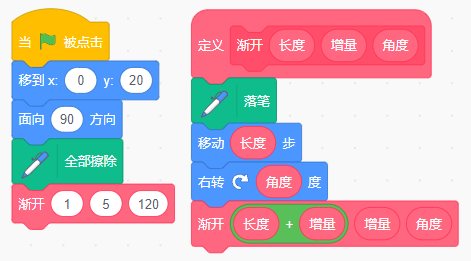 当 被点击
移到 x: 0 y: 20
面向 90 方向
全部擦除
渐开 1 5 120
定义 渐开 长度 增量 角度
落笔
移动 长度 步
右转 角度 度
渐开 长度 + 增量 增量 角度